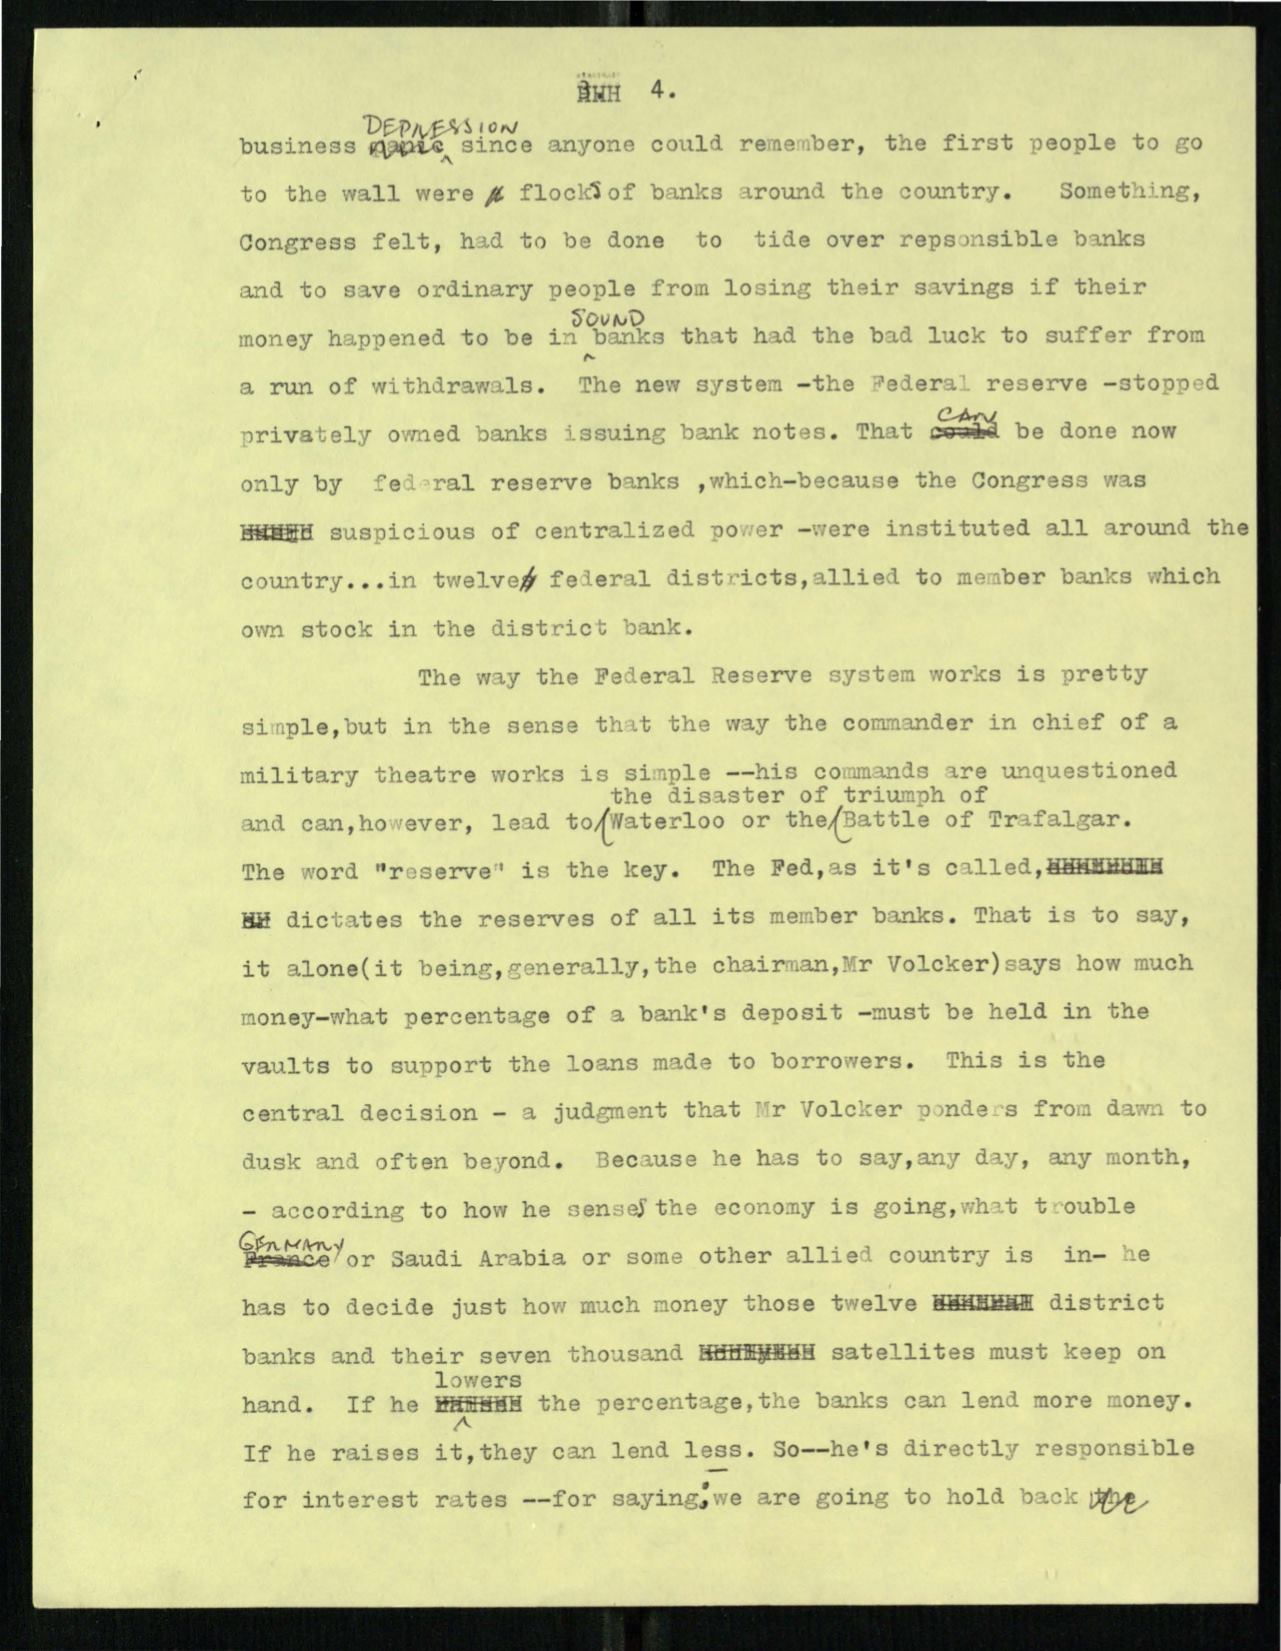 4.
DEPRESSION
business panic since anyone could remember, the first people to go
to the wall were flocks of banks around the country. Something,
Congress felt, had to be done to tide over repsonsible banks
and to save ordinary people from losing their savings if their
SOUND
money happened to be in banks that had the bad luck to suffer from
a run of withdrawals. The new system -the Federal reserve -stopped
CAN
privately owned banks issuing bank notes. That could be done now
only by federal reserve banks ,which-because the Congress was
suspicious of centralized power -were instituted all around the
country...in twelve federal districts,allied to member banks which
own stock in the district bank.
The way the Federal Reserve system works is pretty
simple,but in the sense that the way the commander in chief of a
military theatre works is simple --his commands are unquestioned
the disaster of triumph of
and can,however, lead to(Waterloo or the(Battle of Trafalgar.
The word "reserve" is the key. The Fed,as it's called,
dictates the reserves of all its member banks. That is to say,
it alone(it being,generally,the chairman,Mr Volcker)says how much
money-what percentage of a bank's deposit -must be held in the
vaults to support the loans made to borrowers. This is the
central decision - a judgment that Mr Volcker ponders from dawn to
dusk and often beyond. Because he has to say,any day, any month,
- according to how he senses the economy is going,what trouble
GERMANY
France or Saudi Arabia or some other allied country is in- he
has to decide just how much money those twelve district
banks and their seven thousand satellites must keep on
lowers
hand. If he the percentage,the banks can lend more money.
If he raises it,they can lend less. So--he's directly responsible
for interest rates --for saying:we are going to hold back the